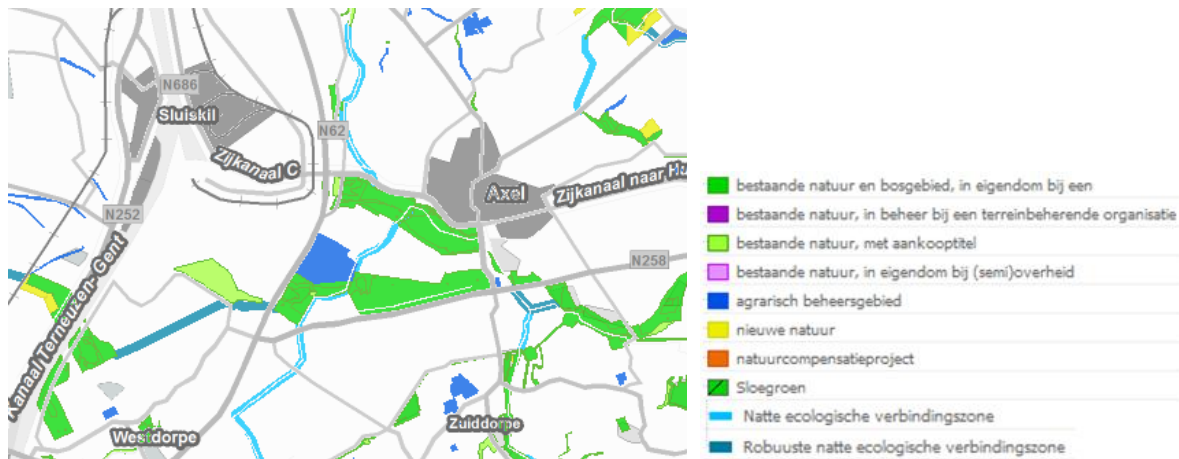 N686
Sluiskil
N62
Zijkanaal C
Axel
Zijkanaal naar Hu
N252
N258
Kanaal Terneuzen-Gent
Westdorpe
Zuiddorpe
bestaande natuur en bosgebied, in eigendom bij een
bestaande natuur, in beheer bij een terreinbeherende organisatie
bestaande natuur, met aankooptitel
bestaande natuur, in eigendom bij (semi)overheid
agrarisch beheersgebied
nieuwe natuur
natuurcompensatieproject
Sloegroen
Natte ecologische verbindingszone
Robuuste natte ecologische verbindingszone